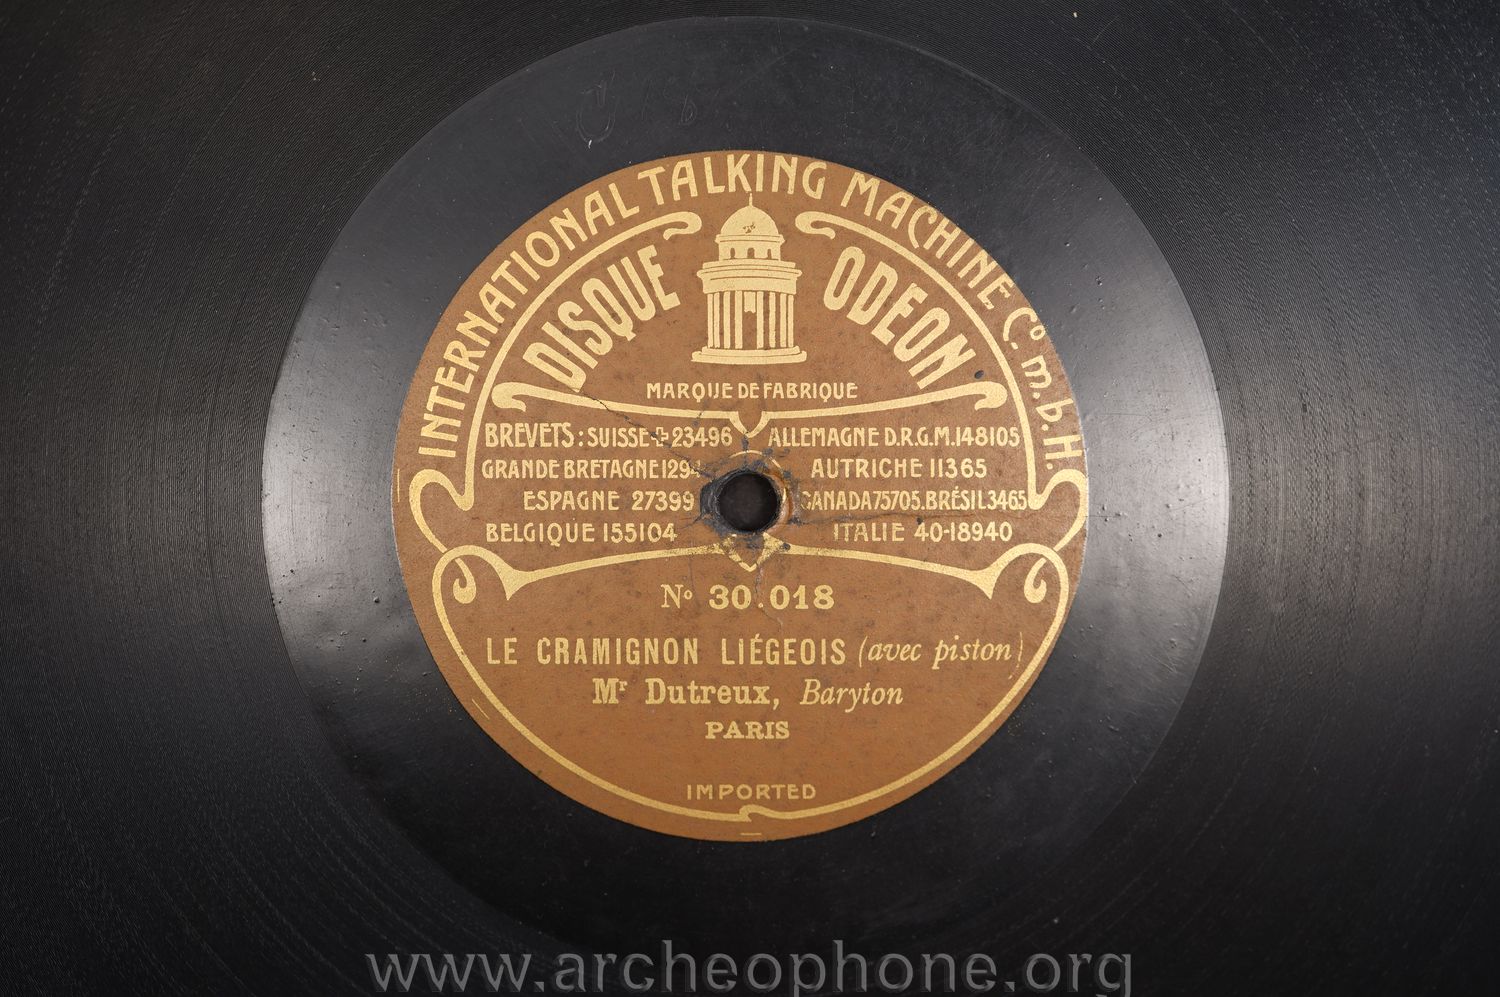 INTERNATIONAL TALKING MACHINE Co. m. b. H.
DISQUE ODEON
MARQUE DE FABRIQUE
BREVETS: SUISSE 23496 ALLEMAGNE D.R.G.M. 148105
GRANDE BRETAGNE AUTRICHE 11365
ESPAGNE 27399 CANADA 75705. BRÉSIL 3465
BELGIQUE 155104 ITALIE 40-18940
No 30.018
LE CRAMIGNON LIÉGEOIS (avec piston)
Mr Dutreux, Baryton
PARIS
IMPORTED
www.archeophone.org